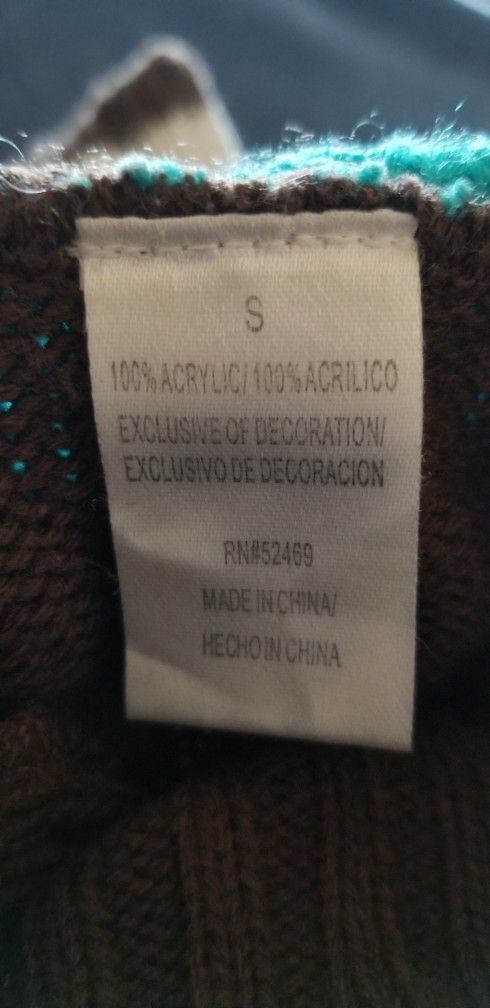 S
100% ACRYLIC/ 100% ACRILICO
EXCLUSIVE OF DECORATION/
EXCLUSIVO DE DECORACION
RN#52469
MADE IN CHINA/
HECHO IN CHINA